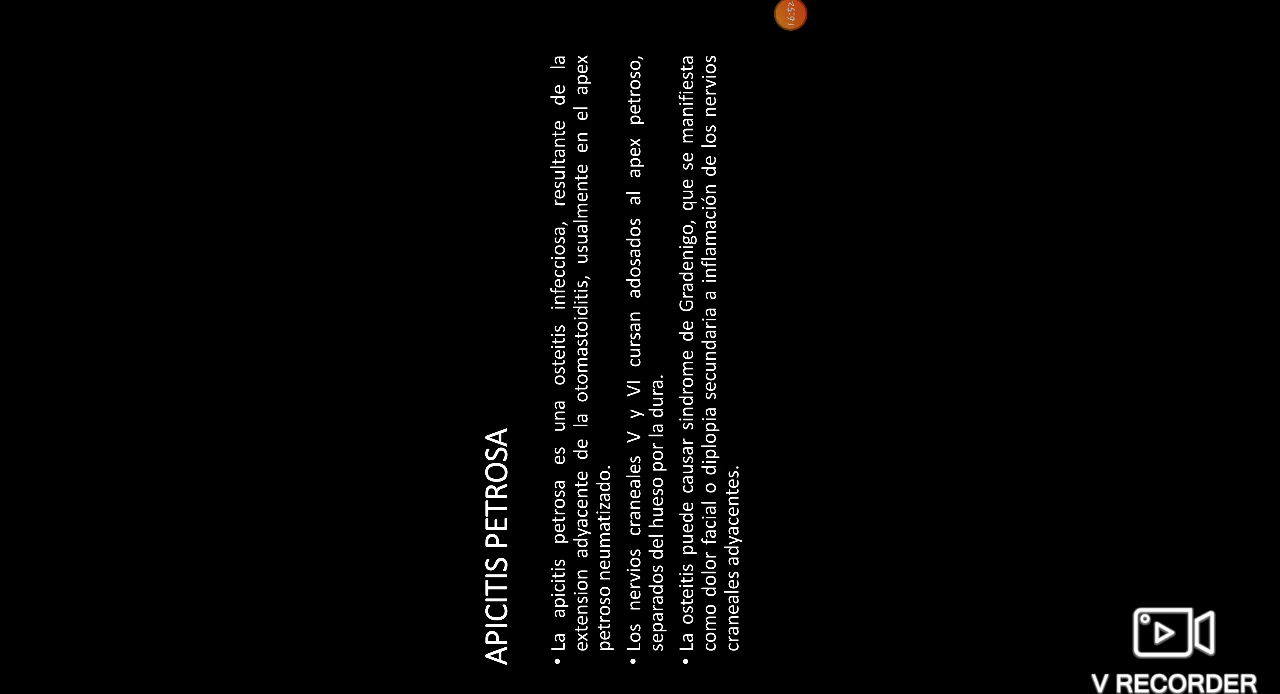 APICITIS PETROSA
• La apicitis petrosa es una osteitis infecciosa, resultante de la
extension adyacente de la otomastoiditis, usualmente en el apex
petroso neumatizado.
• Los nervios craneales V y VI cursan adosados al apex petroso,
separados del hueso por la dura.
• La osteitis puede causar sindrome de Gradenigo, que se manifiesta
como dolor facial o diplopia secundaria a inflamación de los nervios
craneales adyacentes.
V RECORDER